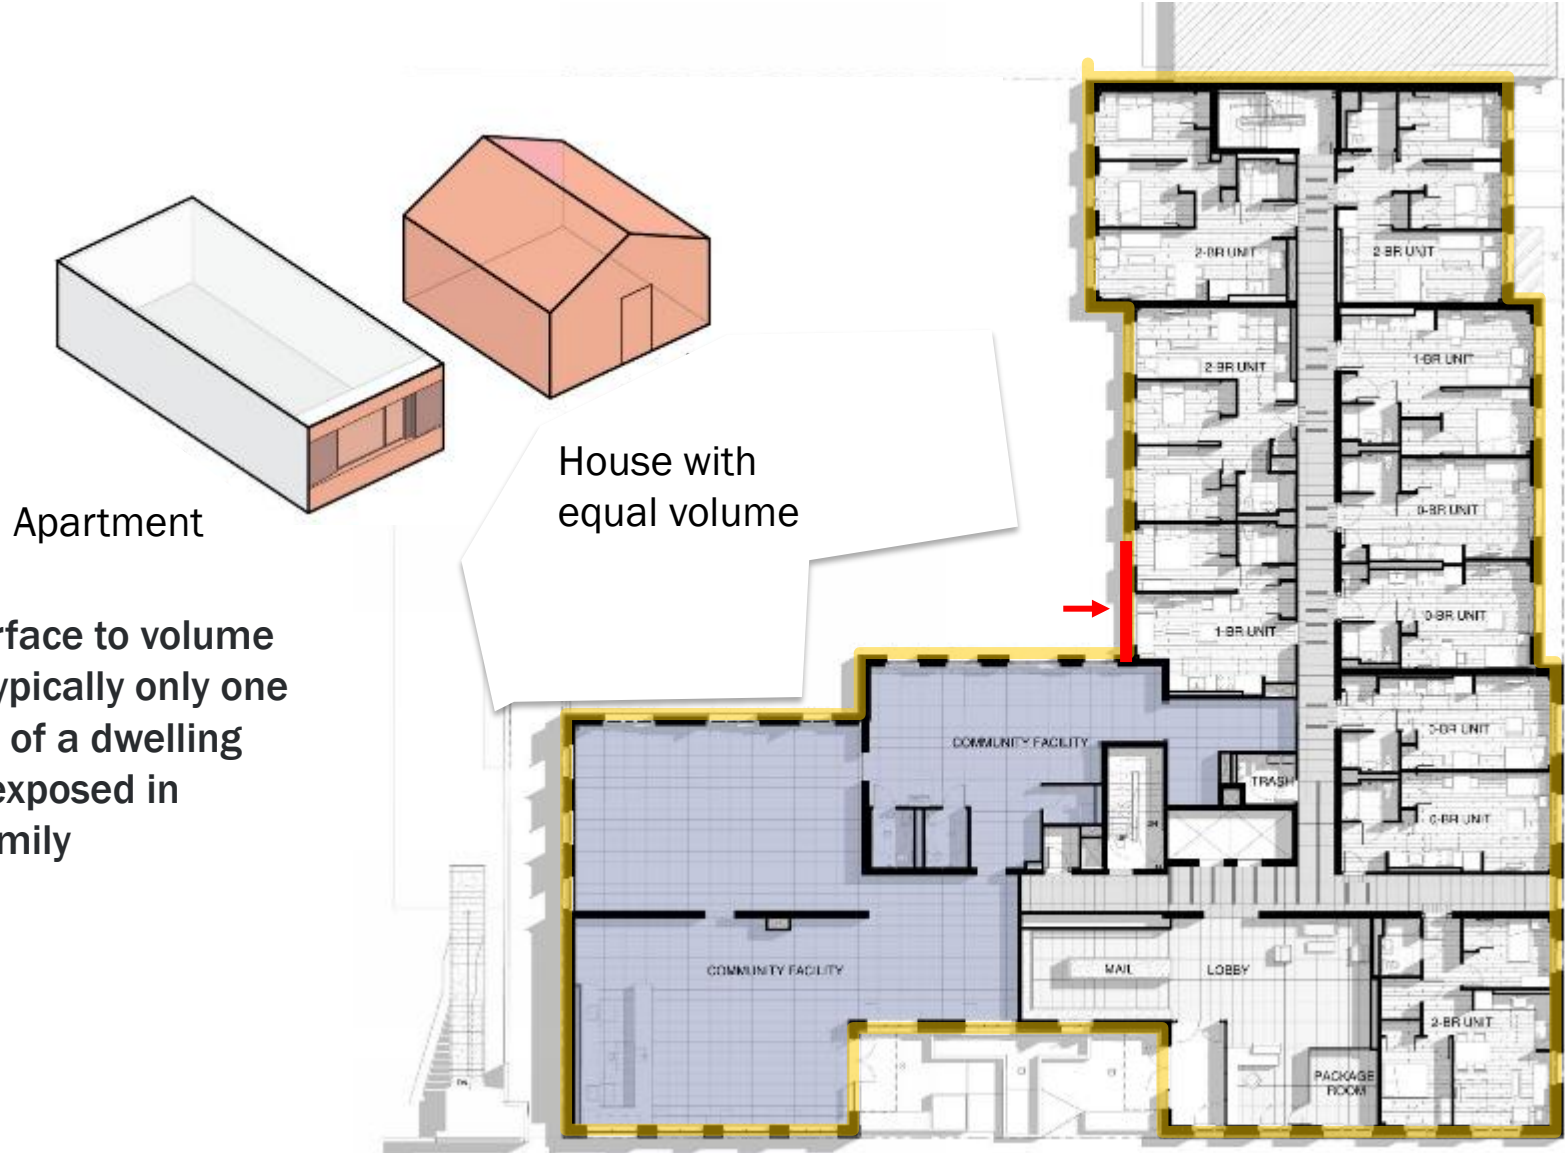 House with
equal volume
Apartment
rface to volume
ypically only one
of a dwelling
exposed in
mily
2-BR UNIT
2-BR UNIT
2-BR UNIT
1-BR UNIT
0-BR UNIT
0-BR UNIT
1-BR UNIT
0-BR UNIT
COMMUNITY FACILITY
TRASH
0-BR UNIT
COMMUNITY FACILITY
MAIL
LOBBY
2-BR UNIT
PACKAGE
ROOM